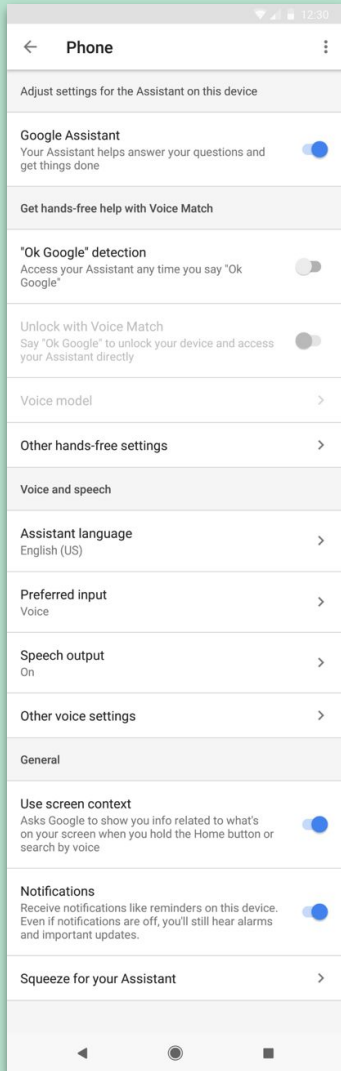 12:30
Phone
Adjust settings for the Assistant on this device
Google Assistant
Your Assistant helps answer your questions and
get things done
Get hands-free help with Voice Match
"Ok Google" detection
Access your Assistant any time you say "Ok
Google"
Unlock with Voice Match
Say "Ok Google" to unlock your device and access
your Assistant directly
Voice model
Other hands-free settings
Voice and speech
Assistant language
English (US)
Preferred input
Voice
Speech output
On
Other voice settings
General
Use screen context
Asks Google to show you info related to what's
on your screen when you hold the Home button or
search by voice
Notifications
Receive notifications like reminders on this device.
Even if notifications are off, you'll still hear alarms
and important updates.
Squeeze for your Assistant